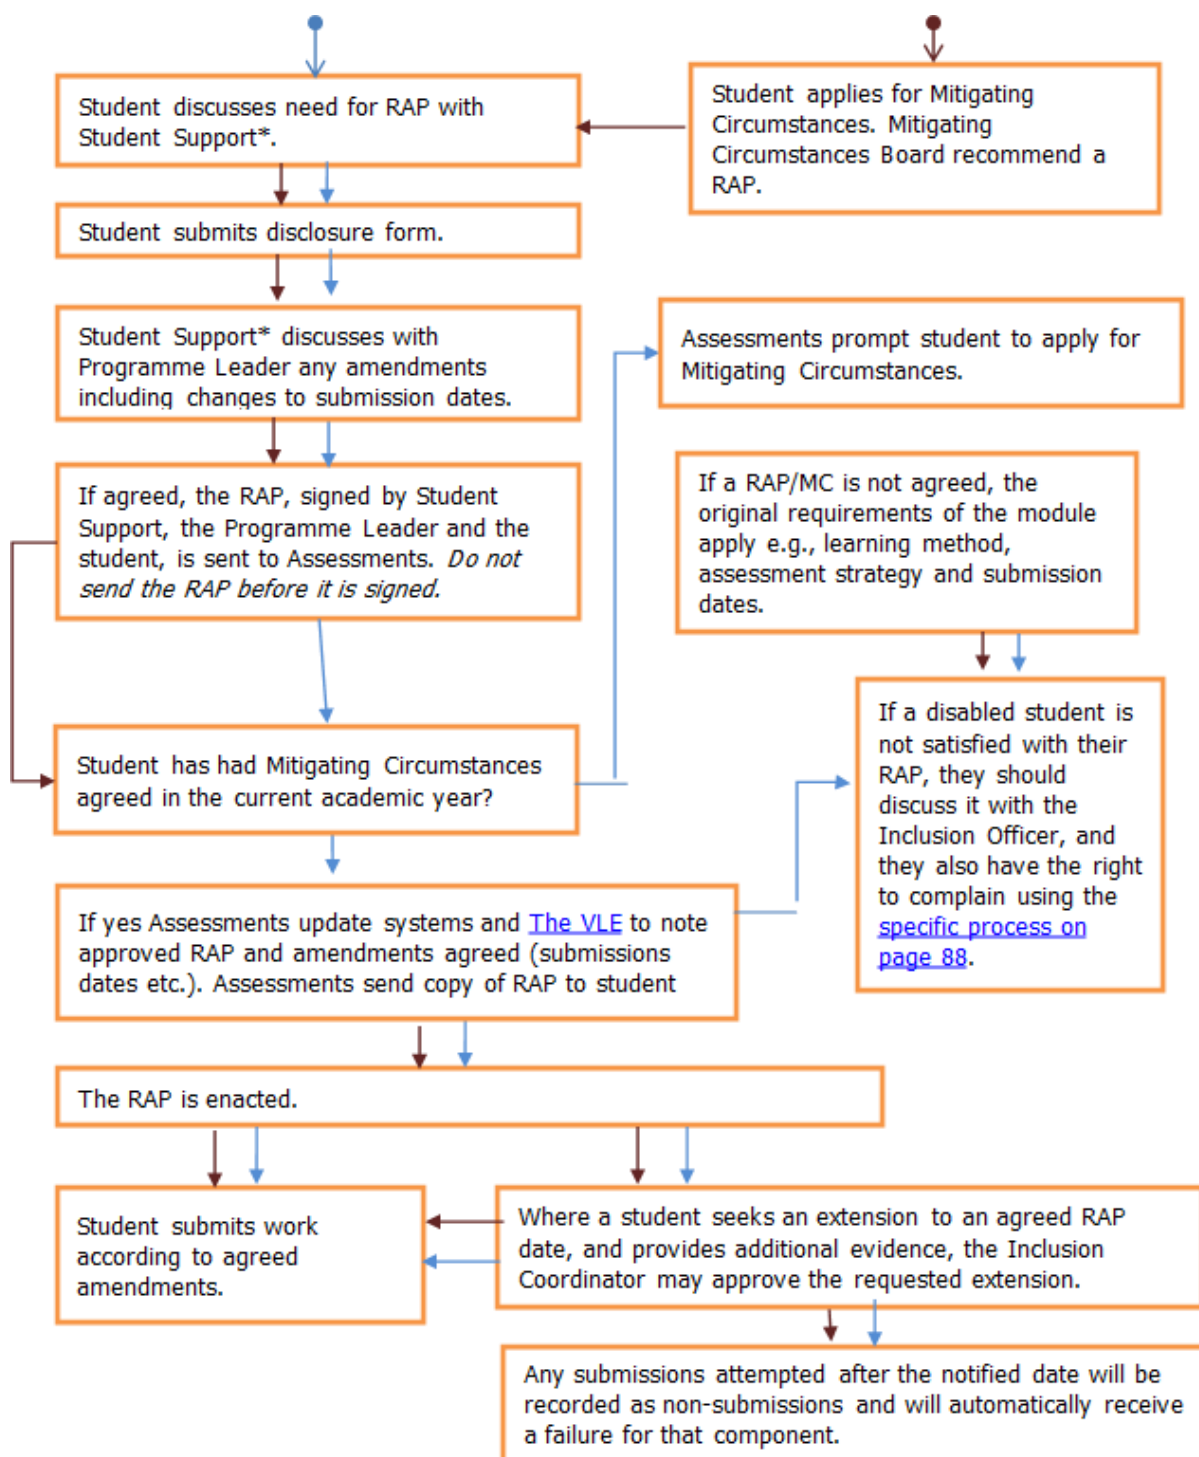 Student discusses need for RAP with
Student Support*.
Student applies for Mitigating
Circumstances. Mitigating
Circumstances Board recommend a
RAP.
Student submits disclosure form.
Student Support* discusses with
Programme Leader any amendments
including changes to submission dates.
Assessments prompt student to apply for
Mitigating Circumstances.
If agreed, the RAP, signed by Student
Support, the Programme Leader and the
student, is sent to Assessments. Do not
send the RAP before it is signed.
If a RAP/MC is not agreed, the
original requirements of the module
apply e.g., learning method,
assessment strategy and submission
dates.
Student has had Mitigating Circumstances
agreed in the current academic year?
If a disabled student is
not satisfied with their
RAP, they should
discuss it with the
Inclusion Officer, and
they also have the right
to complain using the
specific process on
page 88.
If yes Assessments update systems and The VLE to note
approved RAP and amendments agreed (submissions
dates etc.). Assessments send copy of RAP to student
The RAP is enacted.
Student submits work
according to agreed
amendments.
Where a student seeks an extension to an agreed RAP
date, and provides additional evidence, the Inclusion
Coordinator may approve the requested extension.
Any submissions attempted after the notified date will be
recorded as non-submissions and will automatically receive
a failure for that component.